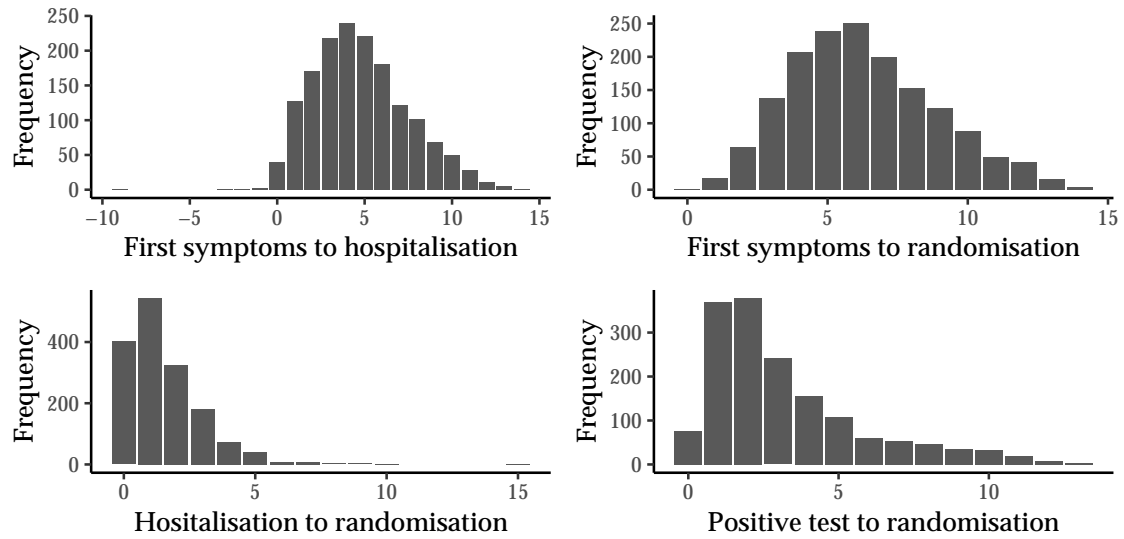 Frequency
250
200
150
100
50
0
−10 −5 0 5 10 15
First symptoms to hospitalisation
Frequency
250
200
150
100
50
0
0 5 10 15
First symptoms to randomisation
Frequency
400
200
0
0 5 10 15
Hositalisation to randomisation
Frequency
300
200
100
0
0 5 10
Positive test to randomisation